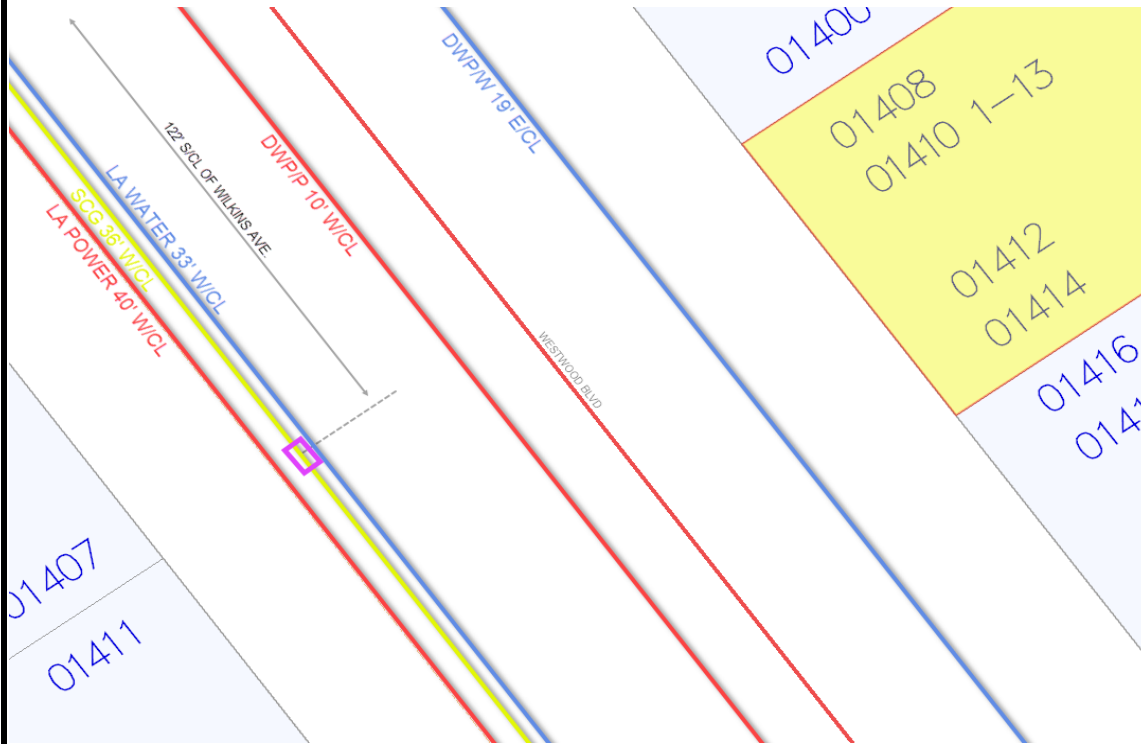 01400
01408
01410 1-13
01412
01414
01416
DWP/W 19' E/CL
DWP/P 10' W/CL
122' S/CL OF WILKINS AVE.
LA WATER 33' W/CL
SCG 36' W/CL
LA POWER 40' W/CL
WESTWOOD BLVD
01407
01411